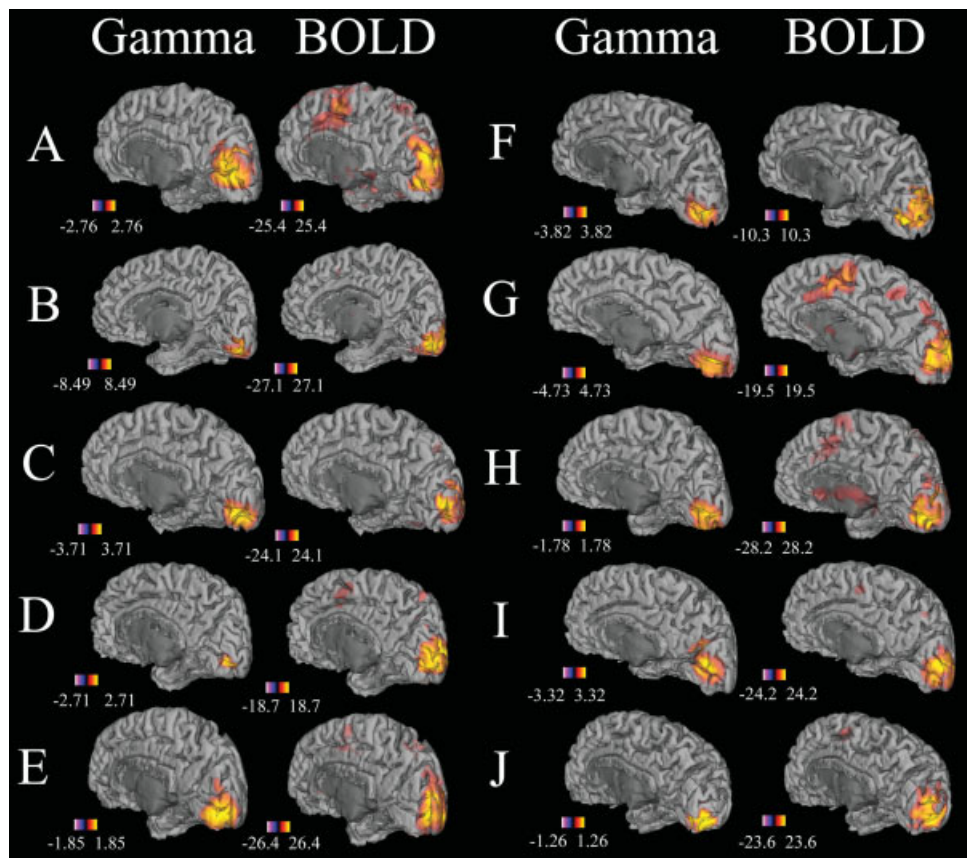 Gamma BOLD Gamma BOLD
A
-2.76 2.76
-25.4 25.4
F
-3.82 3.82
-10.3 10.3
B
-8.49 8.49
-27.1 27.1
G
-4.73 4.73
-19.5 19.5
C
-3.71 3.71
-24.1 24.1
H
-1.78 1.78
-28.2 28.2
D
-2.71 2.71
-18.7 18.7
I
-3.32 3.32
-24.2 24.2
E
-1.85 1.85
-26.4 26.4
J
-1.26 1.26
-23.6 23.6